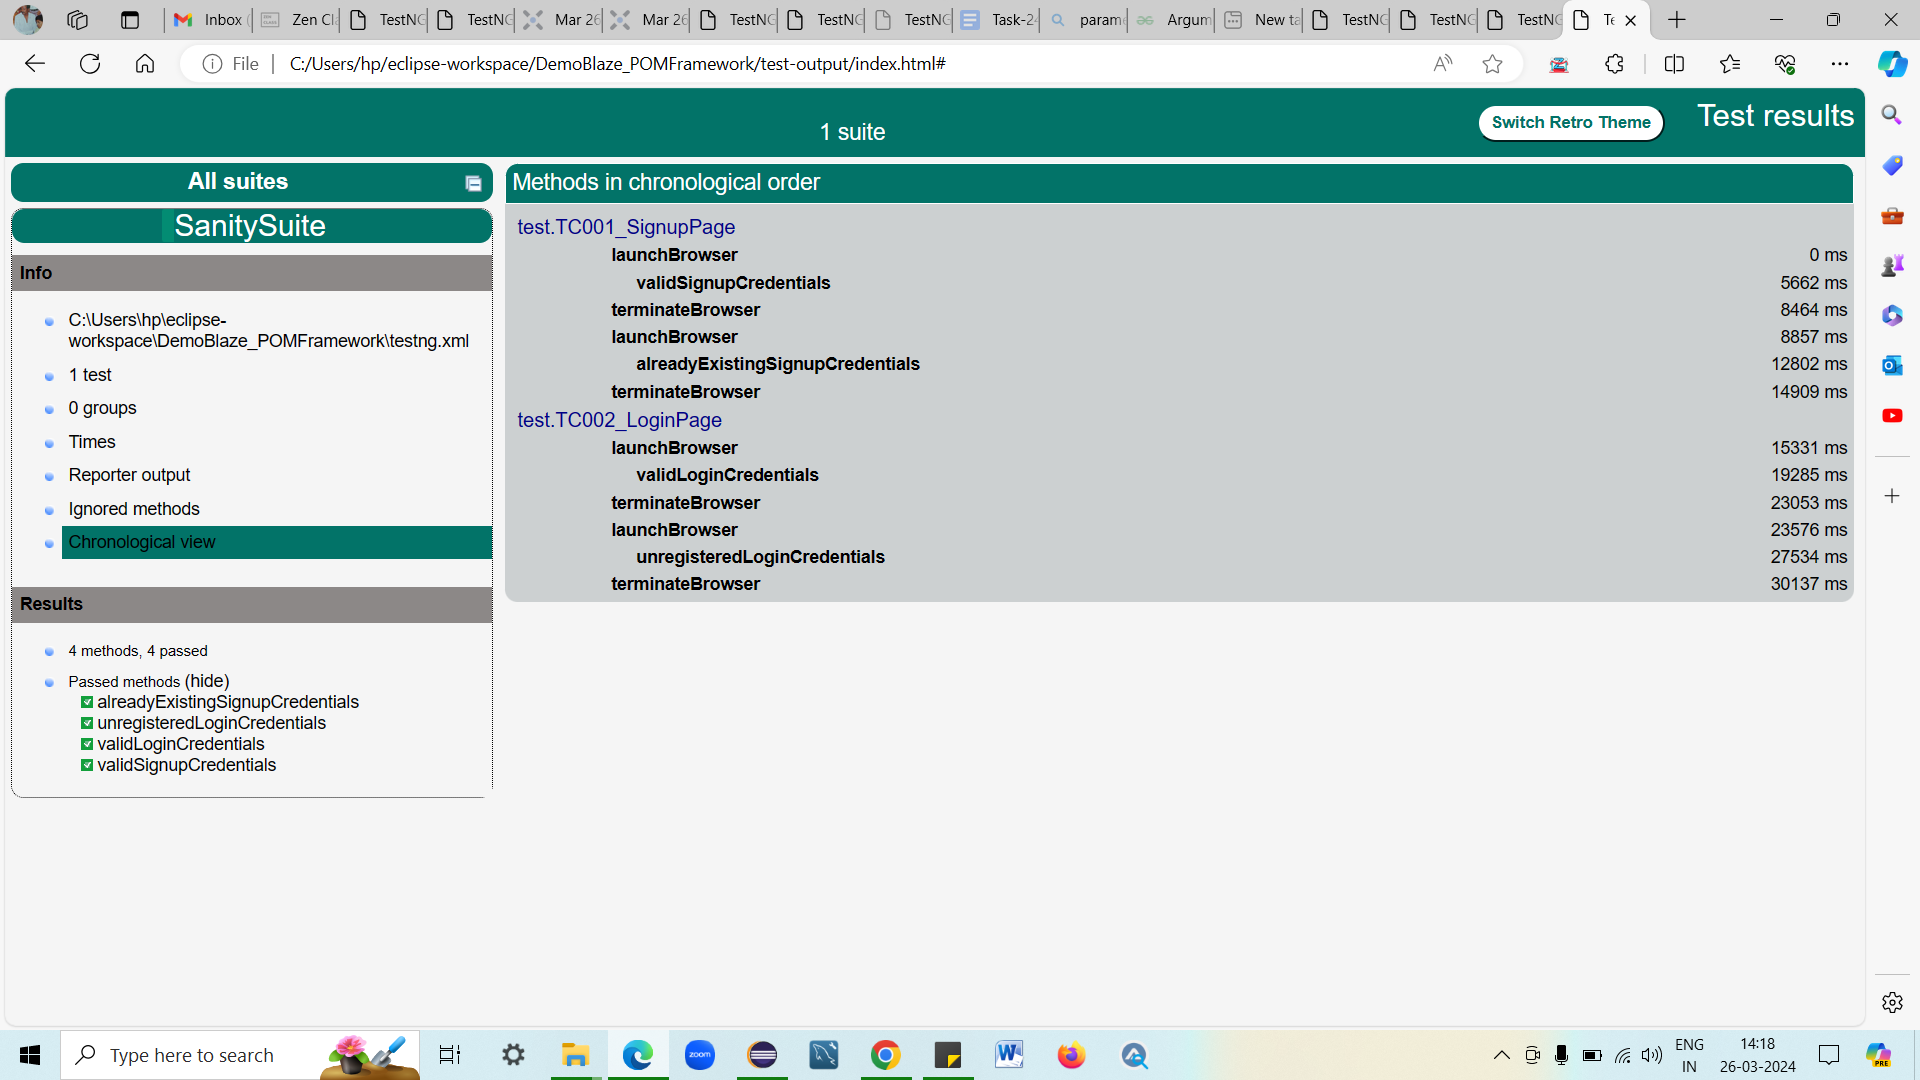 Inbox (
Zen Cla
TestNG
TestNG
Mar 26
Mar 26
TestNG
TestNG
TestNG
Task-24
param
Argum
New ta
TestNG
TestNG
TestNG
Te
File
C:/Users/hp/eclipse-workspace/DemoBlaze_POMFramework/test-output/index.html#
1 suite
Switch Retro Theme
Test results
All suites
SanitySuite
Info
C:\Users\hp\eclipse-
workspace\DemoBlaze_POMFramework\testng.xml
1 test
0 groups
Times
Reporter output
Ignored methods
Chronological view
Results
4 methods, 4 passed
Passed methods (hide)
alreadyExistingSignupCredentials
unregisteredLoginCredentials
validLoginCredentials
validSignupCredentials
Methods in chronological order
test.TC001_SignupPage
launchBrowser 0 ms
validSignupCredentials 5662 ms
terminateBrowser 8464 ms
launchBrowser 8857 ms
alreadyExistingSignupCredentials 12802 ms
terminateBrowser 14909 ms
test.TC002_LoginPage
launchBrowser 15331 ms
validLoginCredentials 19285 ms
terminateBrowser 23053 ms
launchBrowser 23576 ms
unregisteredLoginCredentials 27534 ms
terminateBrowser 30137 ms
Type here to search
zoom
ENG
IN
14:18
26-03-2024
PRE